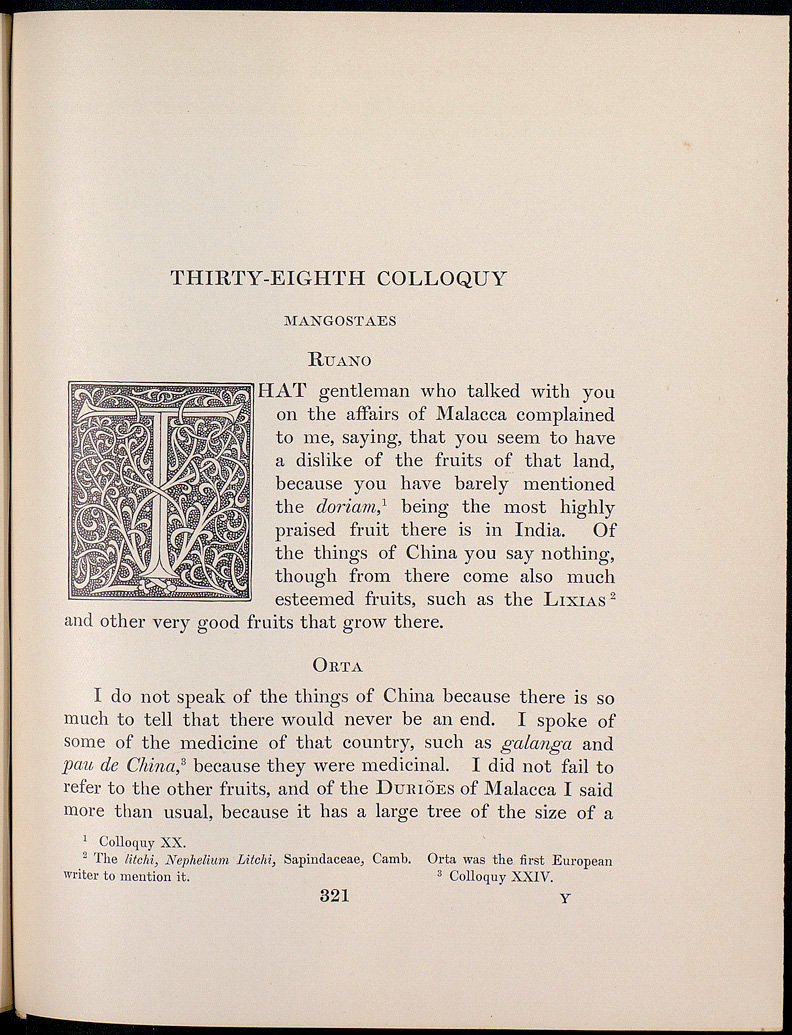 THIRTY-EIGHTH COLLOQUY
MANGOSTAES
RUANO
THAT gentleman who talked with you
on the affairs of Malacca complained
to me, saying, that you seem to have
a dislike of the fruits of that land,
because you have barely mentioned
the doriam,¹ being the most highly
praised fruit there is in India. Of
the things of China you say nothing,
though from there come also much
esteemed fruits, such as the LIXIAS ²
and other very good fruits that grow there.
ORTA
I do not speak of the things of China because there is so
much to tell that there would never be an end. I spoke of
some of the medicine of that country, such as galanga and
pau de China,³ because they were medicinal. I did not fail to
refer to the other fruits, and of the DURIÕES of Malacca I said
more than usual, because it has a large tree of the size of a
¹ Colloquy XX.
² The litchi, Nephelium Litchi, Sapindaceae, Camb. Orta was the first European
writer to mention it. ³ Colloquy XXIV.
321 Y